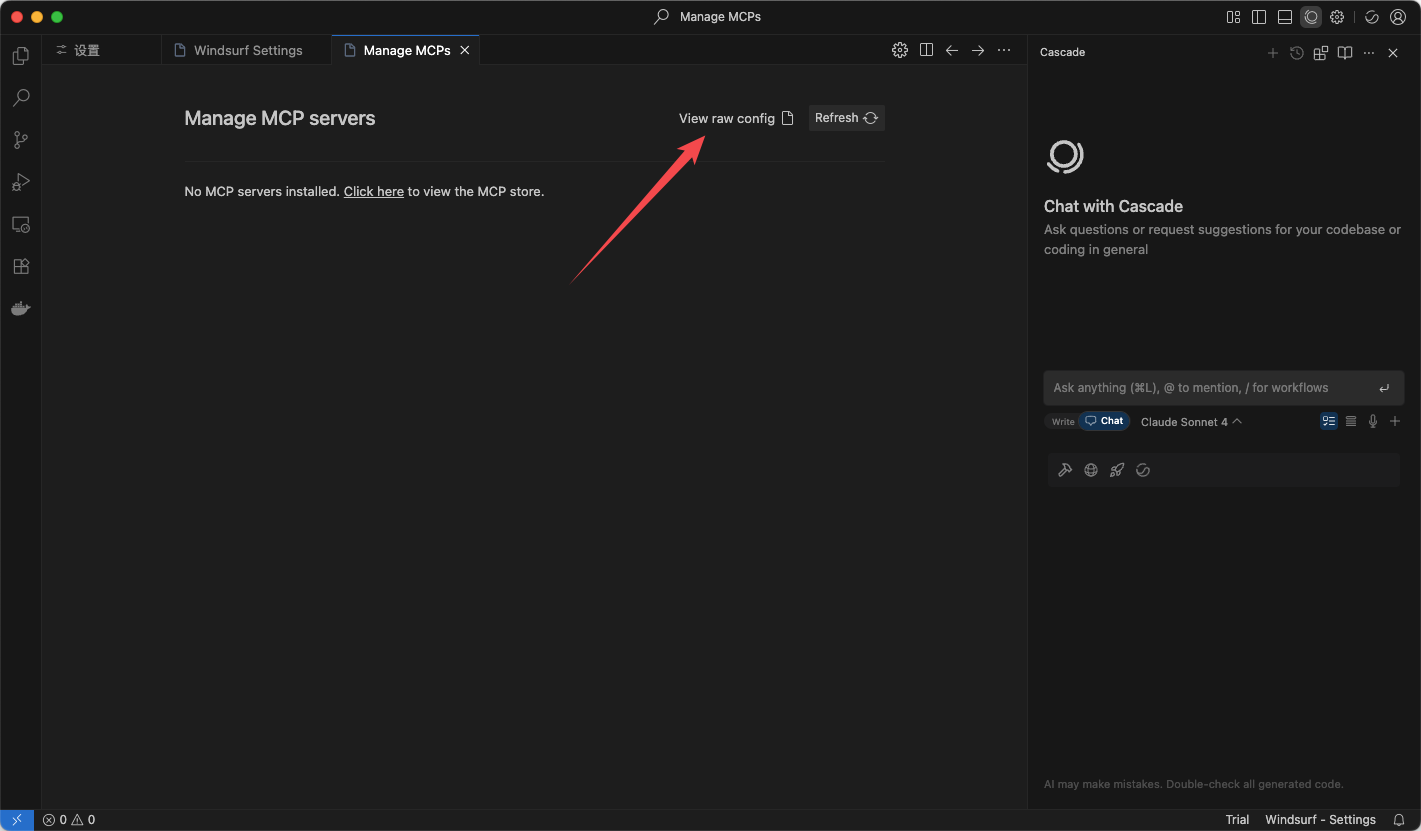 Manage MCPs
设置
Windsurf Settings
Manage MCPs
Cascade
Manage MCP servers
View raw config
Refresh
No MCP servers installed. Click here to view the MCP store.
Chat with Cascade
Ask questions or request suggestions for your codebase or
coding in general
Ask anything (⌘L), @ to mention, / for workflows
Write
Chat
Claude Sonnet 4
AI may make mistakes. Double-check all generated code.
0
0
Trial
Windsurf - Settings